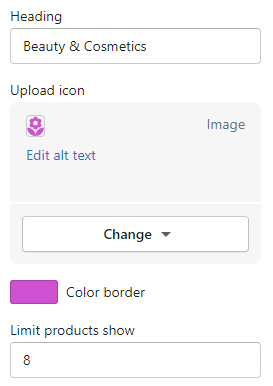 Heading
Beauty & Cosmetics
Upload icon
Image
Edit alt text
Change
Color border
Limit products show
8